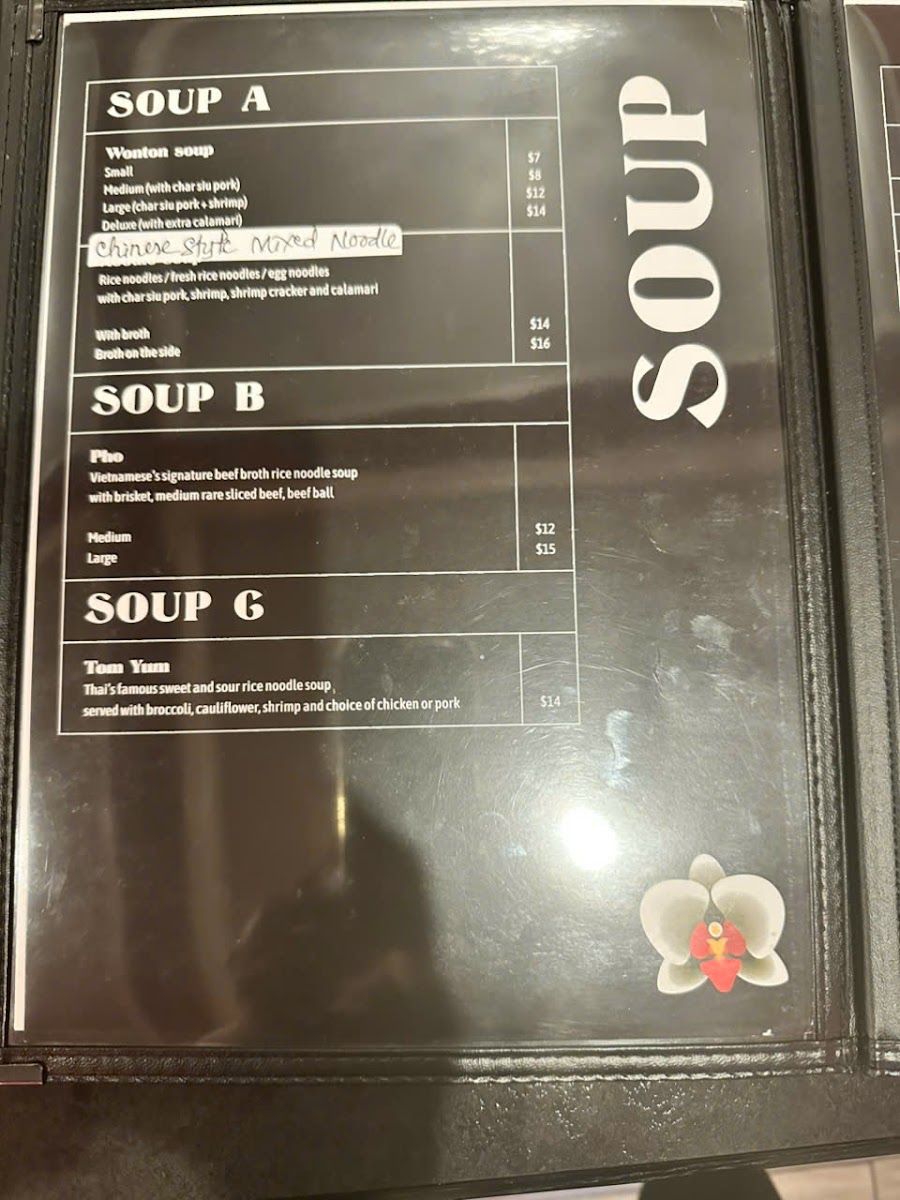 SOUP
SOUP A
Wonton soup
Small $7
Medium (with char siu pork) $8
Large (char siu pork + shrimp) $12
Deluxe (with extra calamari) $14
Chinese Style Mixed Noodle
Rice noodles / fresh rice noodles / egg noodles
with char siu pork, shrimp, shrimp cracker and calamari
With broth $14
Broth on the side $16
SOUP B
Pho
Vietnamese's signature beef broth rice noodle soup
with brisket, medium rare sliced beef, beef ball
Medium $12
Large $15
SOUP C
Tom Yum
Thai's famous sweet and sour rice noodle soup,
served with broccoli, cauliflower, shrimp and choice of chicken or pork $14